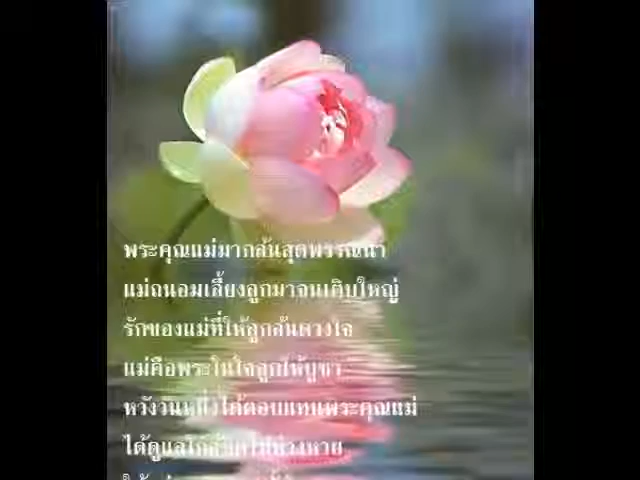 พระคุณแม่มากล้นสุดพรรณนา
แม่ถนอมเลี้ยงลูกมาจนเติบใหญ่
รักของแม่ที่ให้ลูกล้นดวงใจ
แม่คือพระในใจลูกให้บูชา
หวังวันหนึ่งได้ตอบแทนพระคุณแม่
ได้ดูแลใกล้ชิดไม่ห่างหาย